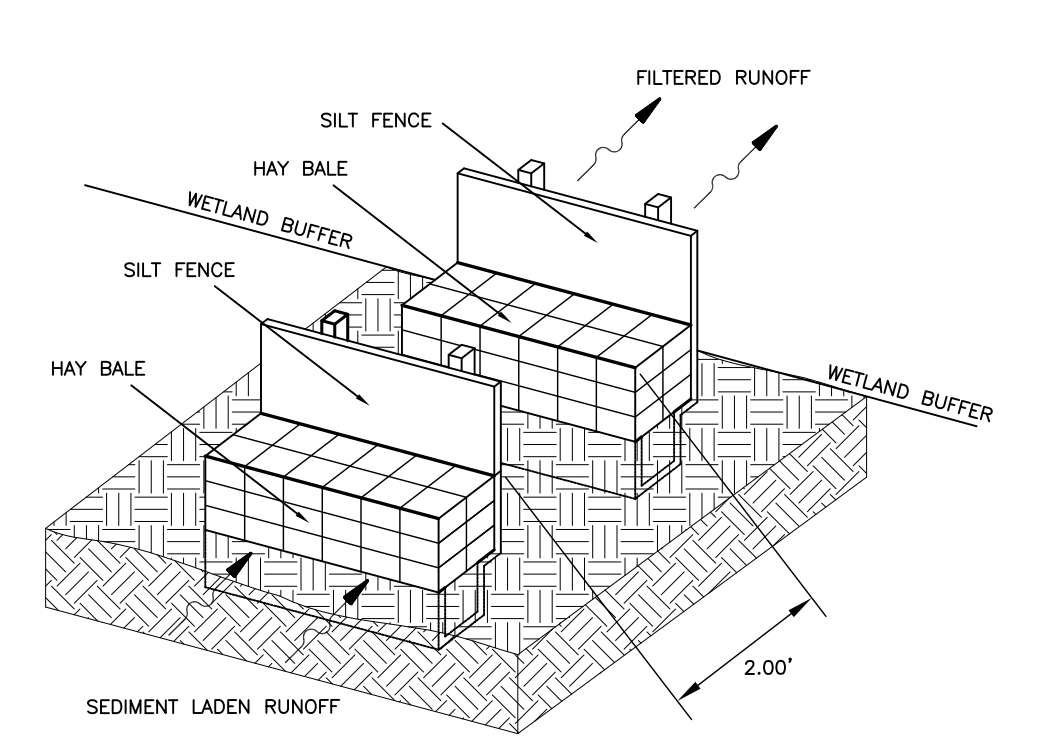 FILTERED RUNOFF
SILT FENCE
HAY BALE
WETLAND BUFFER
SILT FENCE
HAY BALE
WETLAND BUFFER
2.00'
SEDIMENT LADEN RUNOFF